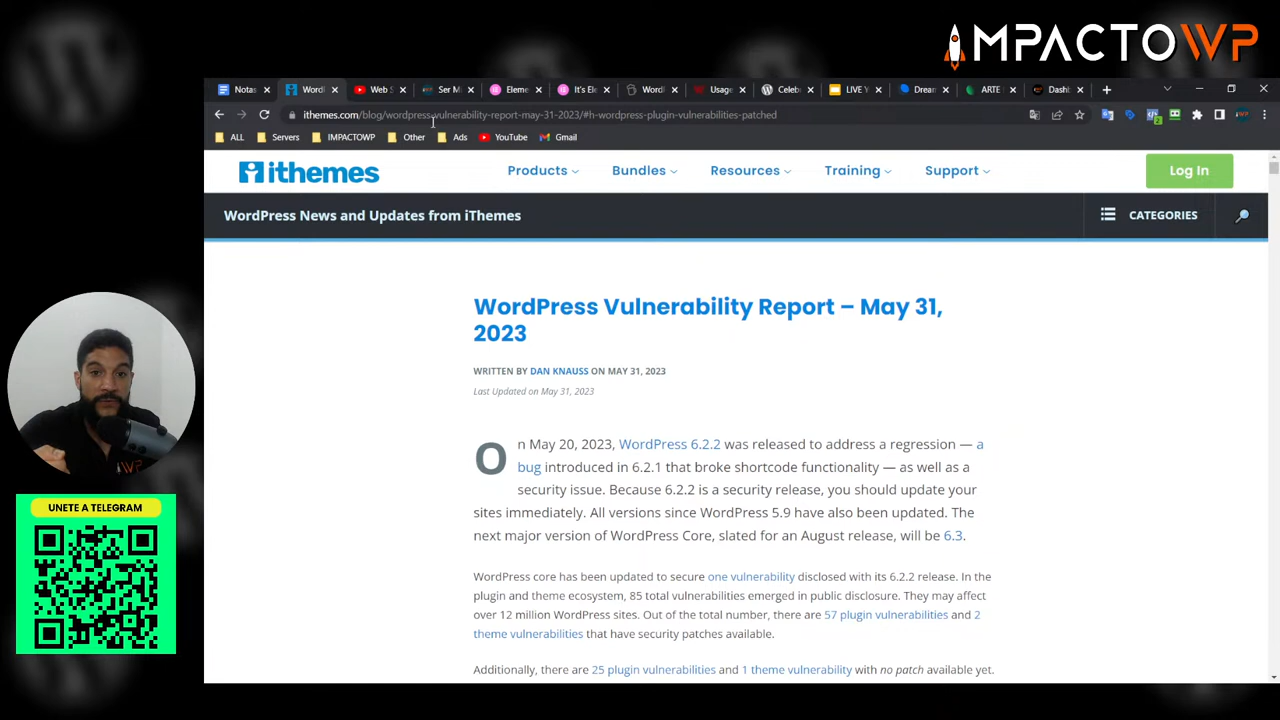 IMPACTOWP
Notas
WordI
Web S
Ser M
Eleme
It's Ele
WordI
Usage
Celeb
LIVE Y
Dream
ARTE I
Dashb
ithemes.com/blog/wordpress-vulnerability-report-may-31-2023/#h-wordpress-plugin-vulnerabilities-patched
ALL
Servers
IMPACTOWP
Other
Ads
YouTube
Gmail
ithemes
Products
Bundles
Resources
Training
Support
Log In
WordPress News and Updates from iThemes
CATEGORIES
WordPress Vulnerability Report – May 31,
2023
WRITTEN BY DAN KNAUSS ON MAY 31, 2023
Last Updated on May 31, 2023
On May 20, 2023, WordPress 6.2.2 was released to address a regression — a
bug introduced in 6.2.1 that broke shortcode functionality — as well as a
security issue. Because 6.2.2 is a security release, you should update your
sites immediately. All versions since WordPress 5.9 have also been updated. The
next major version of WordPress Core, slated for an August release, will be 6.3.
WordPress core has been updated to secure one vulnerability disclosed with its 6.2.2 release. In the
plugin and theme ecosystem, 85 total vulnerabilities emerged in public disclosure. They may affect
over 12 million WordPress sites. Out of the total number, there are 57 plugin vulnerabilities and 2
theme vulnerabilities that have security patches available.
Additionally, there are 25 plugin vulnerabilities and 1 theme vulnerability with no patch available yet.
UNETE A TELEGRAM